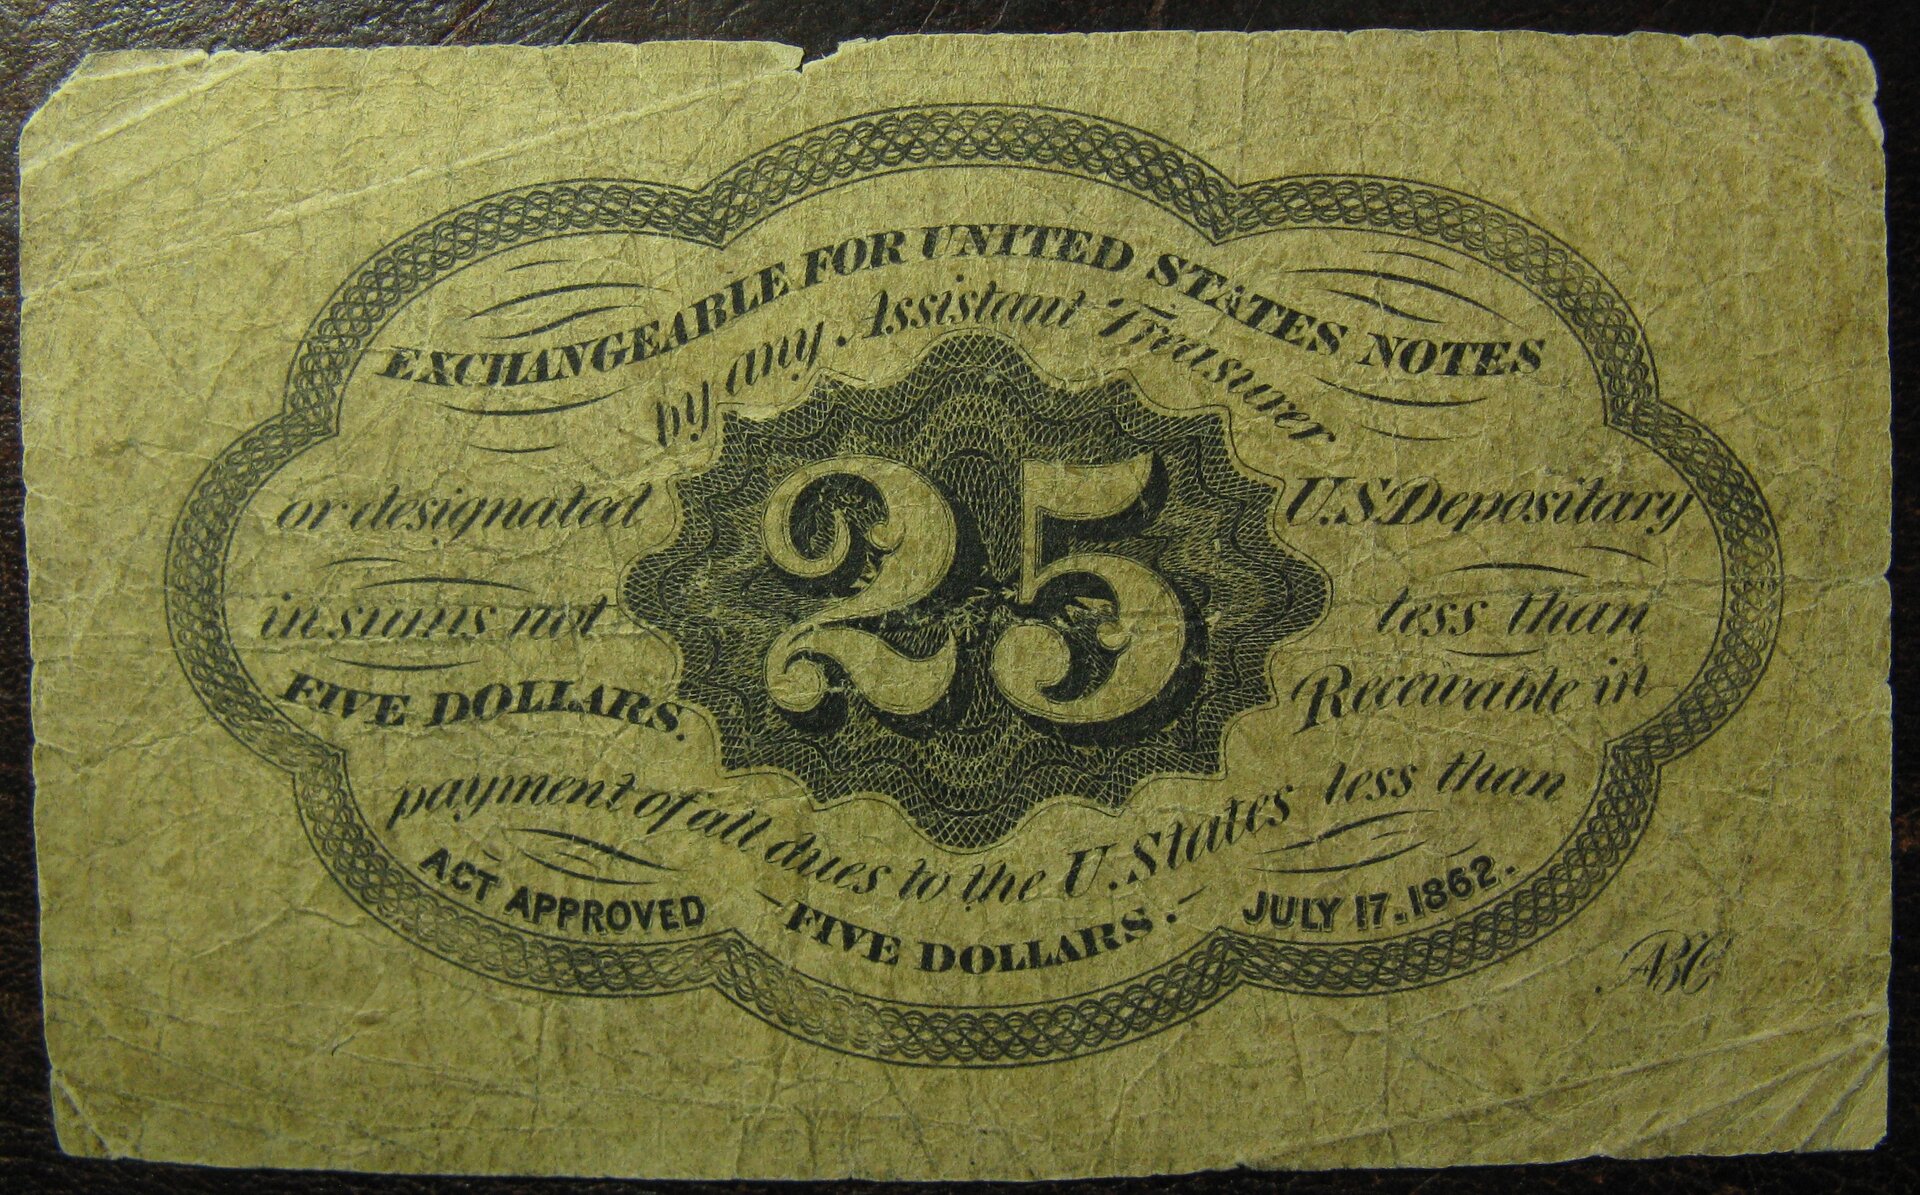 EXCHANGEABLE FOR UNITED STATES NOTES
by any Assistant Treasurer
or designated U.S. Depositary
in sums not less than
FIVE DOLLARS. Receivable in
payment of all dues to the U. States less than
FIVE DOLLARS.
ACT APPROVED JULY 17. 1862.
25
ABCo